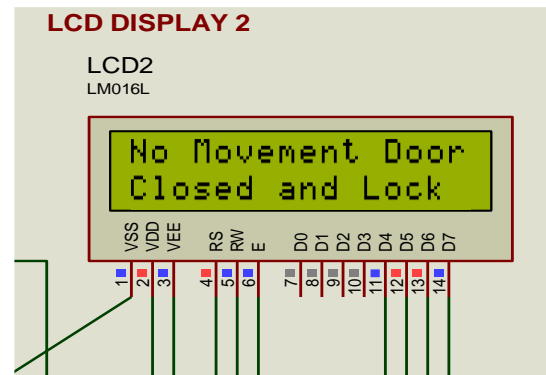 LCD DISPLAY 2
LCD2
LM016L
No Movement Door
Closed and Lock
VSS VDD VEE RS RW E D0 D1 D2 D3 D4 D5 D6 D7
1 2 3 4 5 6 7 8 9 10 11 12 13 14